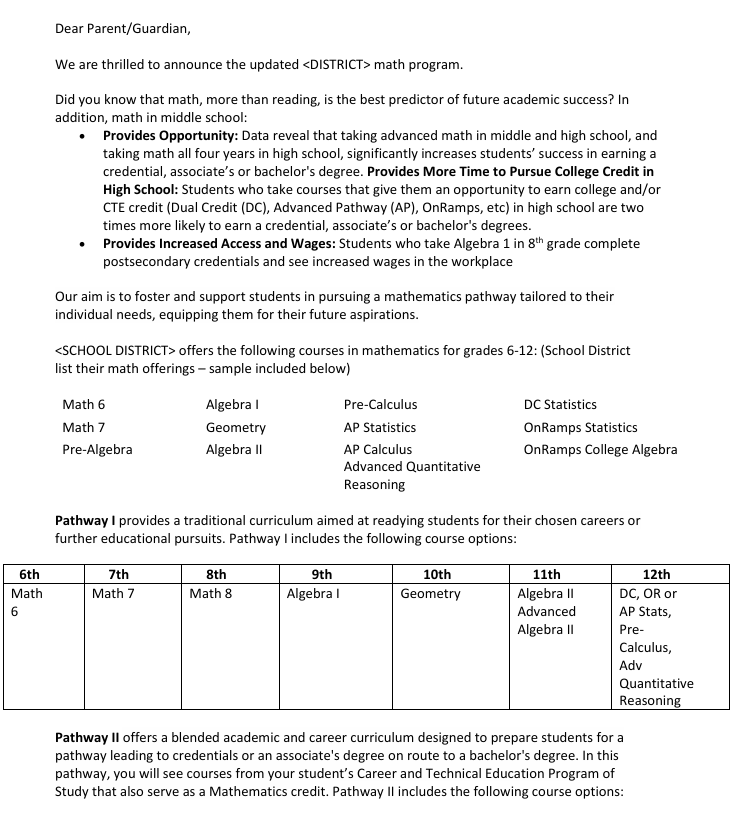 Dear Parent/Guardian,
We are thrilled to announce the updated <DISTRICT> math program.
Did you know that math, more than reading, is the best predictor of future academic success? In
addition, math in middle school:
• Provides Opportunity: Data reveal that taking advanced math in middle and high school, and
taking math all four years in high school, significantly increases students’ success in earning a
credential, associate’s or bachelor's degree. Provides More Time to Pursue College Credit in
High School: Students who take courses that give them an opportunity to earn college and/or
CTE credit (Dual Credit (DC), Advanced Pathway (AP), OnRamps, etc) in high school are two
times more likely to earn a credential, associate’s or bachelor's degrees.
• Provides Increased Access and Wages: Students who take Algebra 1 in 8th grade complete
postsecondary credentials and see increased wages in the workplace
Our aim is to foster and support students in pursuing a mathematics pathway tailored to their
individual needs, equipping them for their future aspirations.
<SCHOOL DISTRICT> offers the following courses in mathematics for grades 6-12: (School District
list their math offerings – sample included below)
Math 6 Algebra I Pre-Calculus DC Statistics
Math 7 Geometry AP Statistics OnRamps Statistics
Pre-Algebra Algebra II AP Calculus OnRamps College Algebra
Advanced Quantitative
Reasoning
Pathway I provides a traditional curriculum aimed at readying students for their chosen careers or
further educational pursuits. Pathway I includes the following course options:
6th 7th 8th 9th 10th 11th 12th
Math Math 7 Math 8 Algebra I Geometry Algebra II DC, OR or
6 Advanced AP Stats,
Algebra II Pre-
Calculus,
Adv
Quantitative
Reasoning
Pathway II offers a blended academic and career curriculum designed to prepare students for a
pathway leading to credentials or an associate's degree on route to a bachelor's degree. In this
pathway, you will see courses from your student’s Career and Technical Education Program of
Study that also serve as a Mathematics credit. Pathway II includes the following course options: